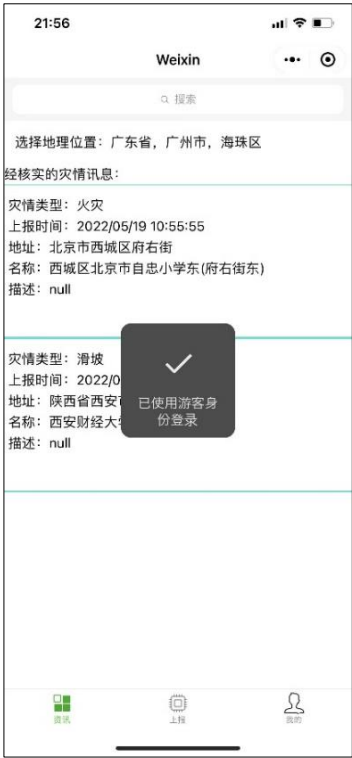 21:56
Weixin
搜索
选择地理位置：广东省，广州市，海珠区
经核实的灾情讯息：
灾情类型：火灾
上报时间：2022/05/19 10:55:55
地址：北京市西城区府右街
名称：西城区北京市自忠小学东(府右街东)
描述：null
灾情类型：滑坡
上报时间：2022/0
地址：陕西省西安
名称：西安财经大
描述：null
已使用游客身
份登录
资讯
上报
我的